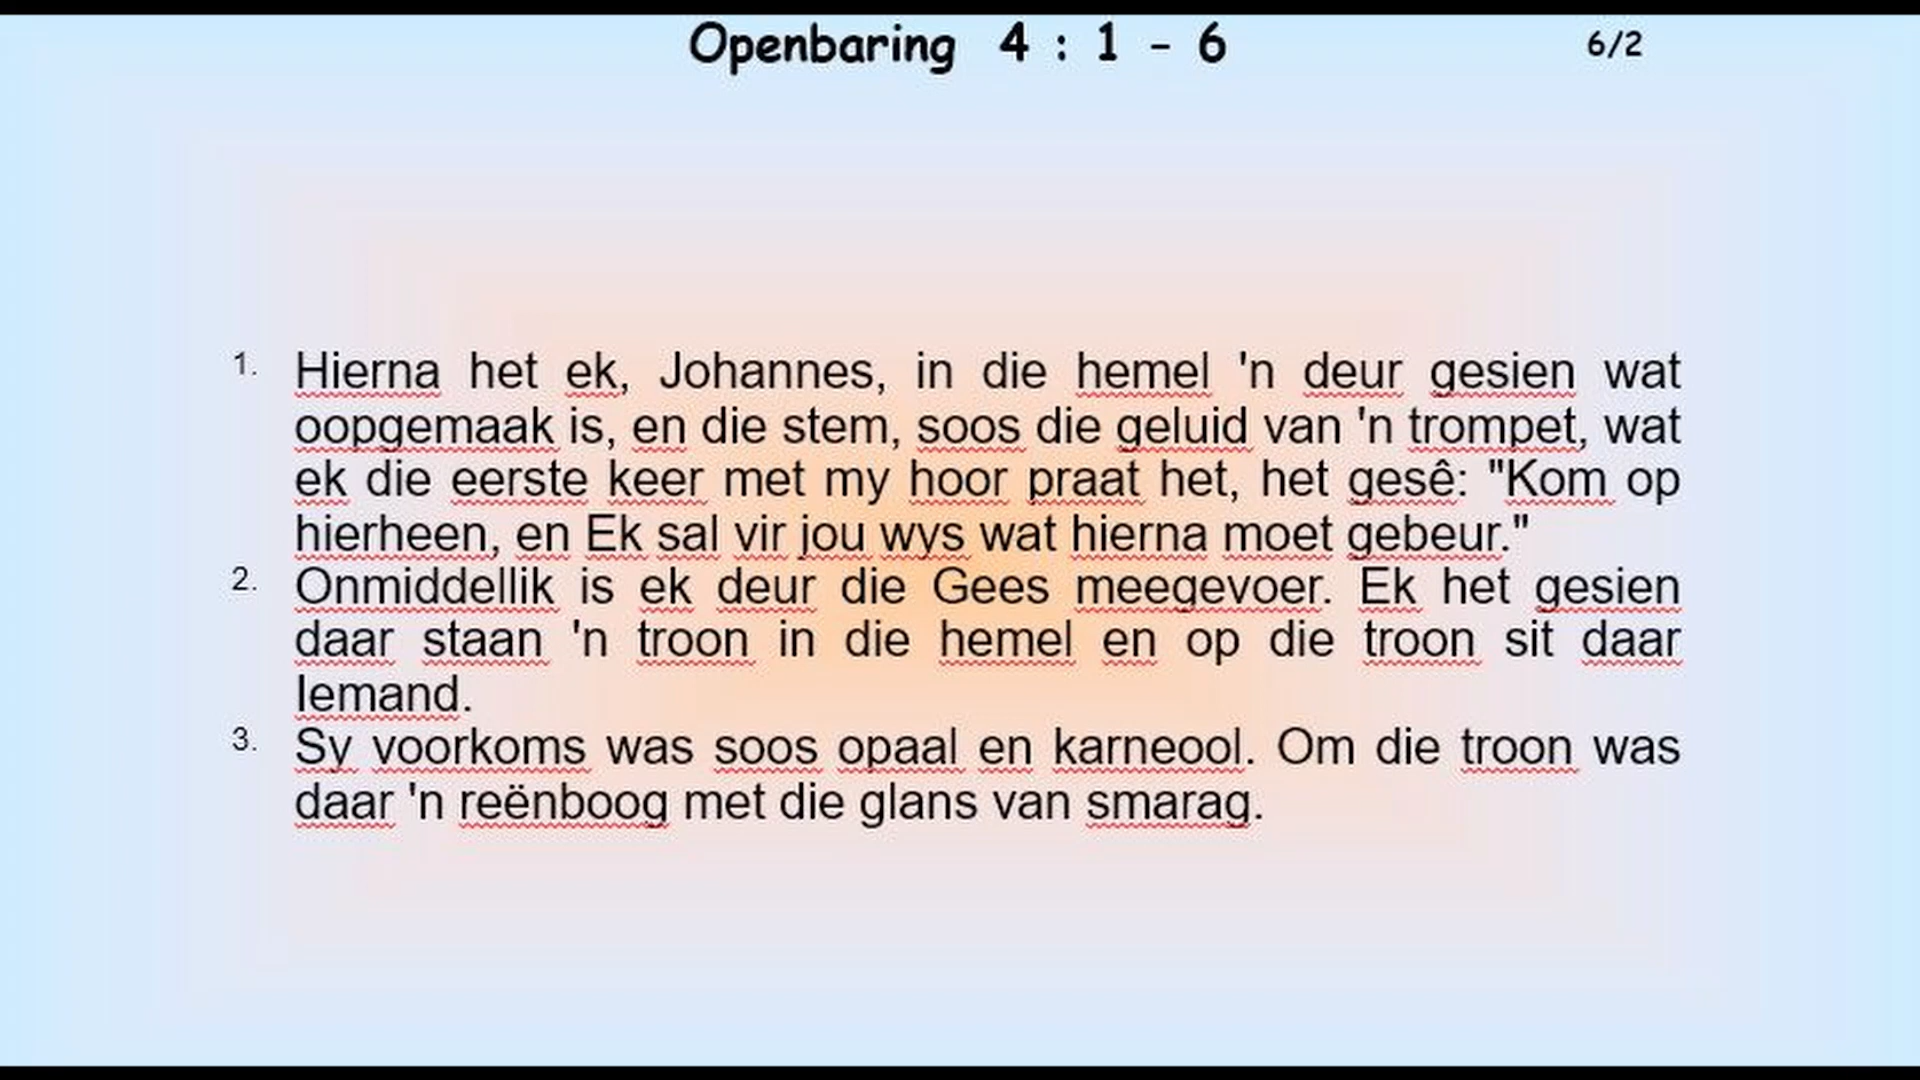 Openbaring 4 : 1 - 6
6/2
1. Hierna het ek, Johannes, in die hemel 'n deur gesien wat
oopgemaak is, en die stem, soos die geluid van 'n trompet, wat
ek die eerste keer met my hoor praat het, het gesê: "Kom op
hierheen, en Ek sal vir jou wys wat hierna moet gebeur."
2. Onmiddellik is ek deur die Gees meegevoer. Ek het gesien
daar staan 'n troon in die hemel en op die troon sit daar
Iemand.
3. Sy voorkoms was soos opaal en karneool. Om die troon was
daar 'n reënboog met die glans van smarag.